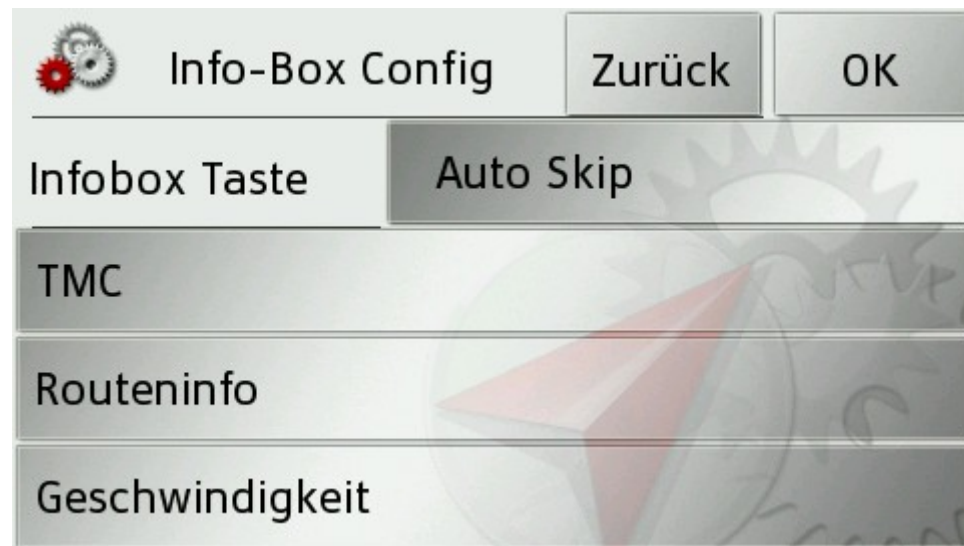 Info-Box Config Zurück OK
Infobox Taste Auto Skip
TMC
Routeninfo
Geschwindigkeit